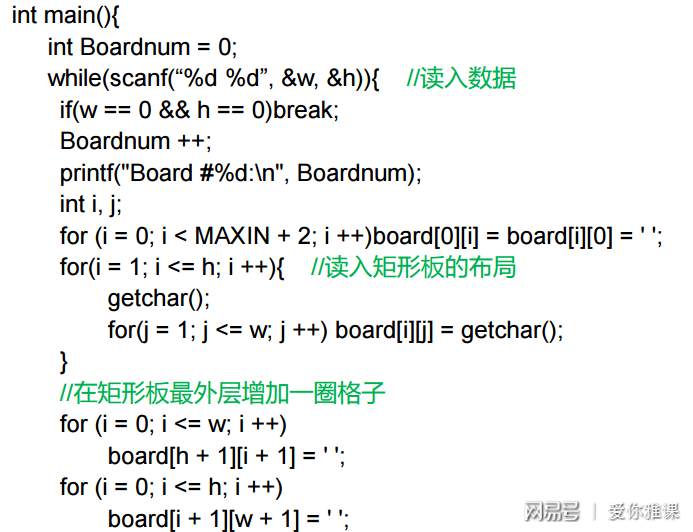 int main(){
int Boardnum = 0;
while(scanf(“%d %d”, &w, &h)){ //读入数据
if(w == 0 && h == 0)break;
Boardnum ++;
printf("Board #%d:\n", Boardnum);
int i, j;
for (i = 0; i < MAXIN + 2; i ++)board[0][i] = board[i][0] = ' ';
for(i = 1; i <= h; i ++){ //读入矩形板的布局
getchar();
for(j = 1; j <= w; j ++) board[i][j] = getchar();
}
//在矩形板最外层增加一圈格子
for (i = 0; i <= w; i ++)
board[h + 1][i + 1] = ' ';
for (i = 0; i <= h; i ++)
board[i + 1][w + 1] = ' ';
网易号 | 爱你雅课